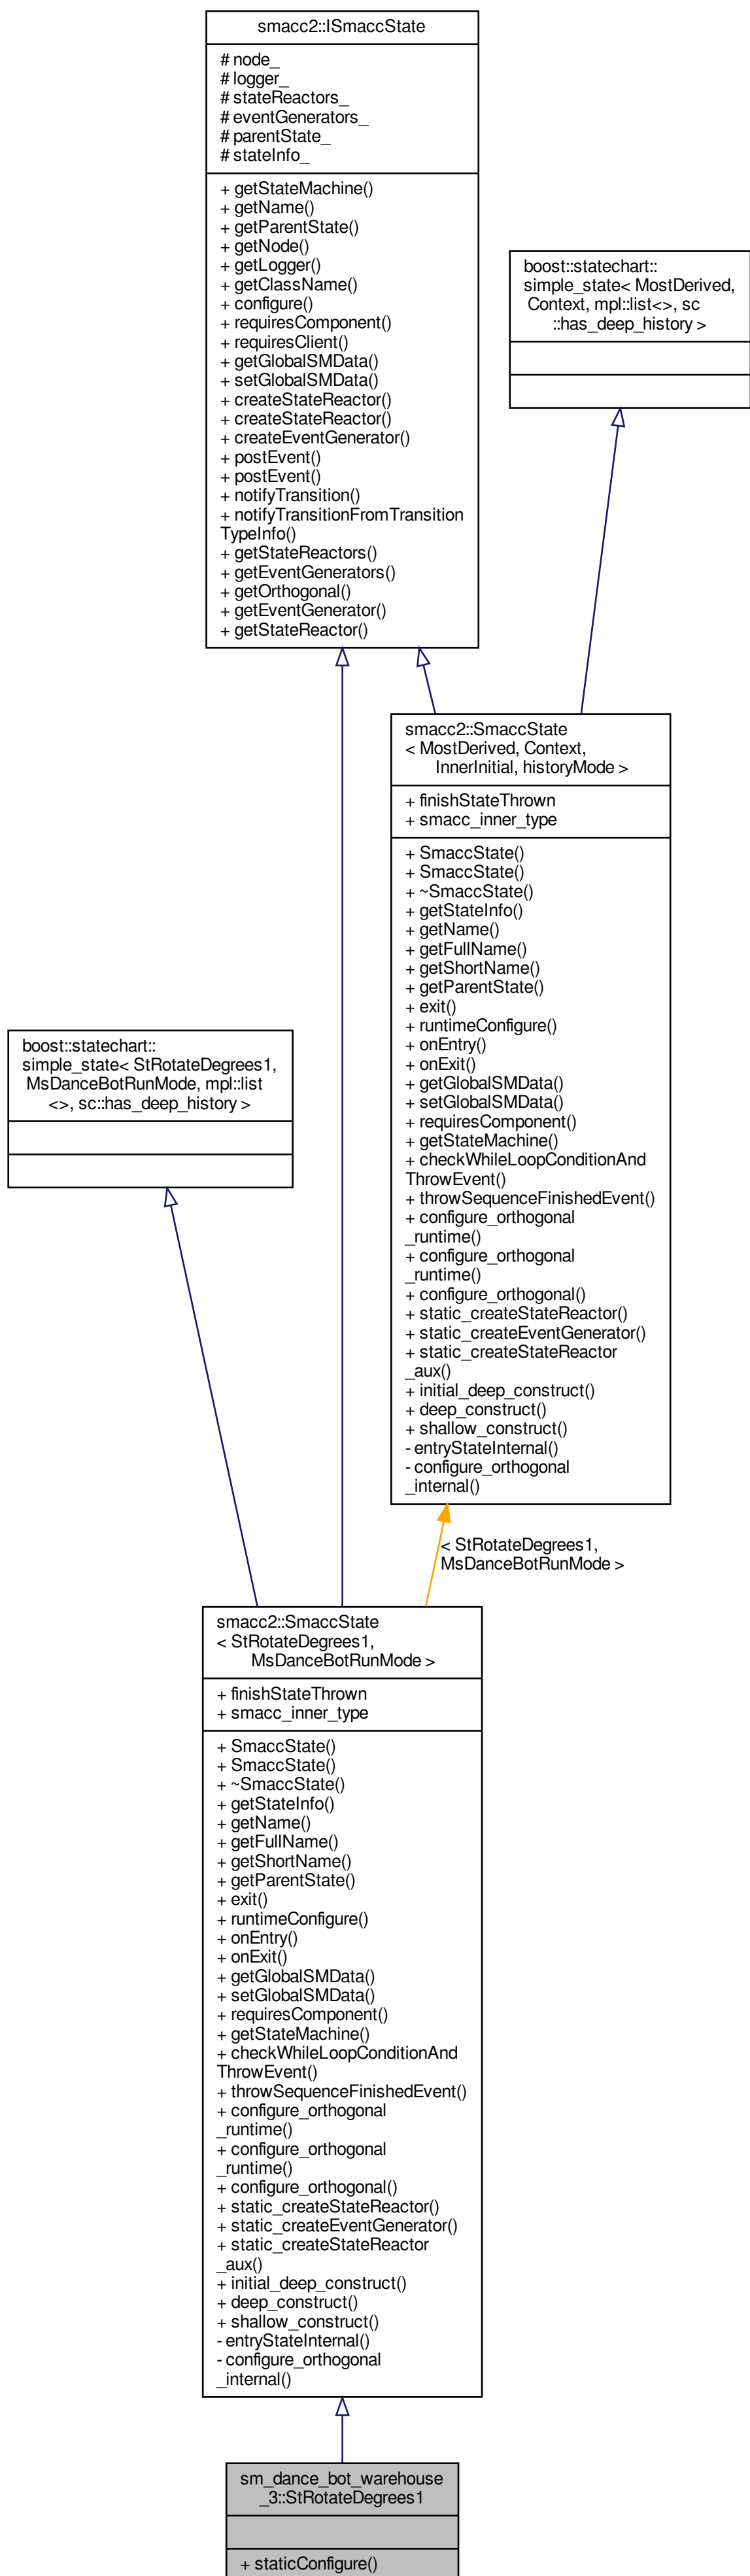 smacc2::ISmaccState
# node_
# logger_
# stateReactors_
# eventGenerators_
# parentState_
# stateInfo_
+ getStateMachine()
+ getName()
+ getParentState()
+ getNode()
+ getLogger()
+ getClassName()
+ configure()
+ requiresComponent()
+ requiresClient()
+ getGlobalSMData()
+ setGlobalSMData()
+ createStateReactor()
+ createStateReactor()
+ createEventGenerator()
+ postEvent()
+ postEvent()
+ notifyTransition()
+ notifyTransitionFromTransition
TypeInfo()
+ getStateReactors()
+ getEventGenerators()
+ getOrthogonal()
+ getEventGenerator()
+ getStateReactor()
boost::statechart::
simple_state< MostDerived,
Context, mpl::list<>, sc
::has_deep_history >
smacc2::SmaccState
< MostDerived, Context,
InnerInitial, historyMode >
+ finishStateThrown
+ smacc_inner_type
+ SmaccState()
+ SmaccState()
+ ~SmaccState()
+ getStateInfo()
+ getName()
+ getFullName()
+ getShortName()
+ getParentState()
+ exit()
+ runtimeConfigure()
+ onEntry()
+ onExit()
+ getGlobalSMData()
+ setGlobalSMData()
+ requiresComponent()
+ getStateMachine()
+ checkWhileLoopConditionAnd
ThrowEvent()
+ throwSequenceFinishedEvent()
+ configure_orthogonal
_runtime()
+ configure_orthogonal
_runtime()
+ configure_orthogonal()
+ static_createStateReactor()
+ static_createEventGenerator()
+ static_createStateReactor
_aux()
+ initial_deep_construct()
+ deep_construct()
+ shallow_construct()
- entryStateInternal()
- configure_orthogonal
_internal()
boost::statechart::
simple_state< StRotateDegrees1,
MsDanceBotRunMode, mpl::list
<>, sc::has_deep_history >
< StRotateDegrees1,
MsDanceBotRunMode >
smacc2::SmaccState
< StRotateDegrees1,
MsDanceBotRunMode >
+ finishStateThrown
+ smacc_inner_type
+ SmaccState()
+ SmaccState()
+ ~SmaccState()
+ getStateInfo()
+ getName()
+ getFullName()
+ getShortName()
+ getParentState()
+ exit()
+ runtimeConfigure()
+ onEntry()
+ onExit()
+ getGlobalSMData()
+ setGlobalSMData()
+ requiresComponent()
+ getStateMachine()
+ checkWhileLoopConditionAnd
ThrowEvent()
+ throwSequenceFinishedEvent()
+ configure_orthogonal
_runtime()
+ configure_orthogonal
_runtime()
+ configure_orthogonal()
+ static_createStateReactor()
+ static_createEventGenerator()
+ static_createStateReactor
_aux()
+ initial_deep_construct()
+ deep_construct()
+ shallow_construct()
- entryStateInternal()
- configure_orthogonal
_internal()
sm_dance_bot_warehouse
_3::StRotateDegrees1
+ staticConfigure()